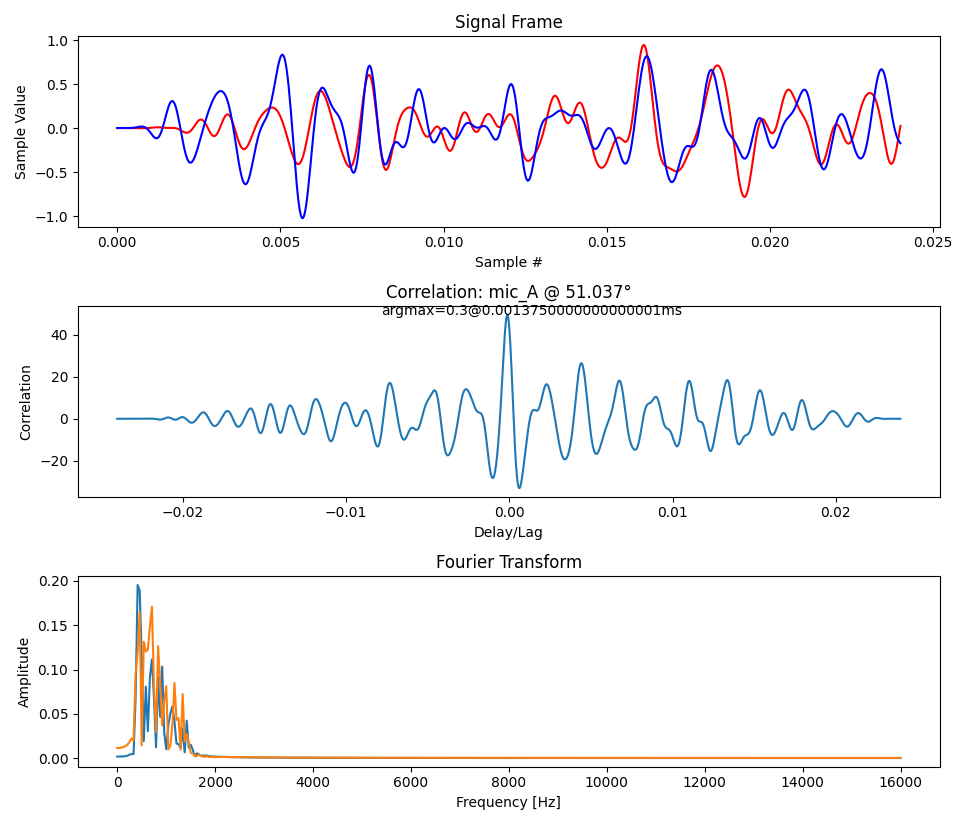 Signal Frame
1.0
0.5
0.0
−0.5
−1.0
Sample Value
0.000 0.005 0.010 0.015 0.020 0.025
Sample #
Correlation: mic_A @ 51.037°
argmax=0.3@0.0013750000000000001ms
40
20
0
−20
Correlation
−0.02 −0.01 0.00 0.01 0.02
Delay/Lag
Fourier Transform
0.20
0.15
0.10
0.05
0.00
Amplitude
0 2000 4000 6000 8000 10000 12000 14000 16000
Frequency [Hz]